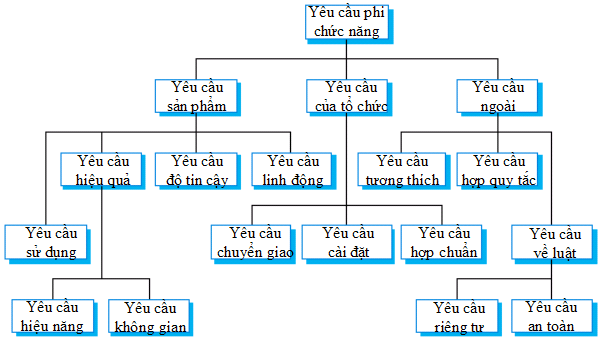 Yêu cầu phi
chức năng
Yêu cầu
sản phẩm
Yêu cầu
của tổ chức
Yêu cầu
ngoài
Yêu cầu
hiệu quả
Yêu cầu
độ tin cậy
Yêu cầu
linh động
Yêu cầu
tương thích
Yêu cầu
hợp quy tắc
Yêu cầu
sử dụng
Yêu cầu
chuyển giao
Yêu cầu
cài đặt
Yêu cầu
hợp chuẩn
Yêu cầu
về luật
Yêu cầu
hiệu năng
Yêu cầu
không gian
Yêu cầu
riêng tư
Yêu cầu
an toàn